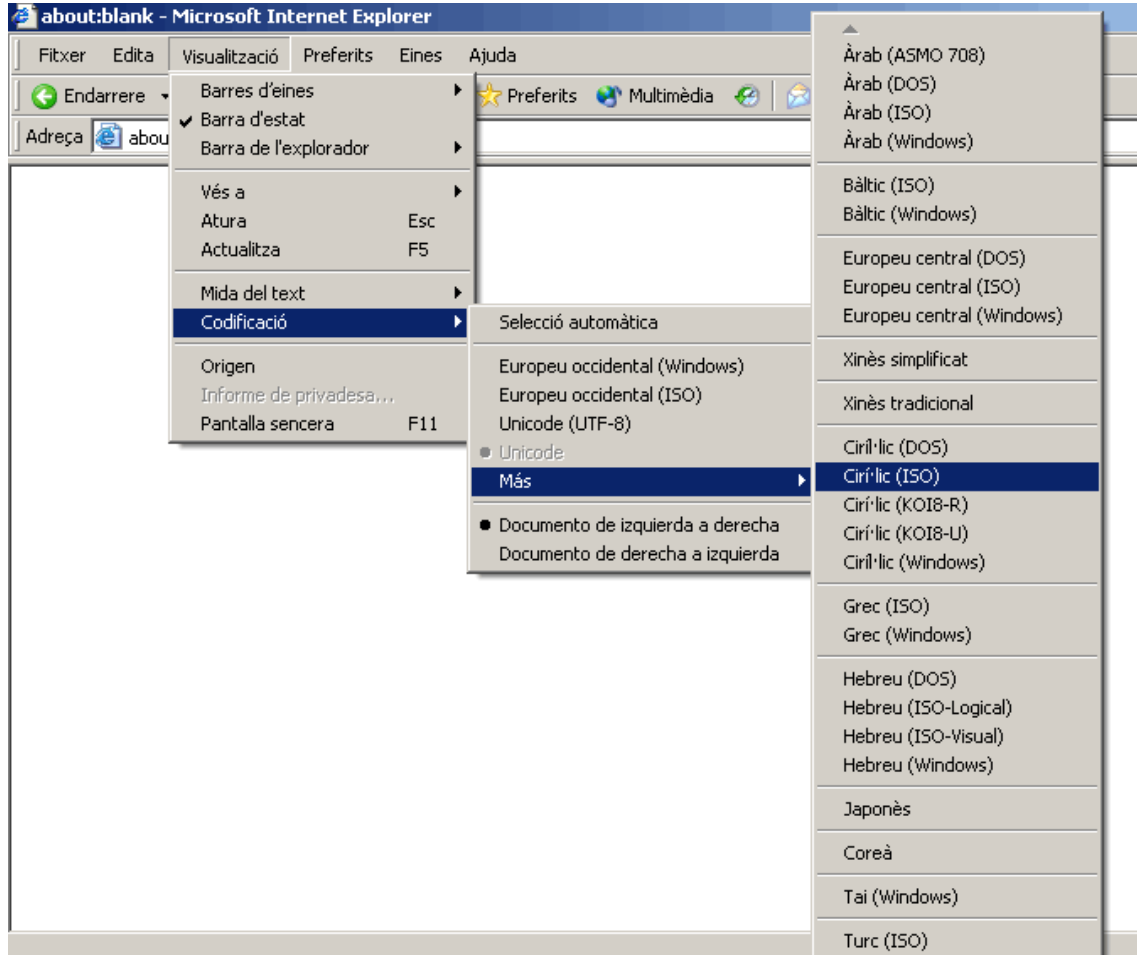 about:blank - Microsoft Internet Explorer
Fitxer Edita Visualització Preferits Eines Ajuda
Endarrere Preferits Multimèdia
Adreça abou
Barres d'eines
Barra d'estat
Barra de l'explorador
Vés a
Atura Esc
Actualitza F5
Mida del text
Codificació
Origen
Informe de privadesa...
Pantalla sencera F11
Selecció automàtica
Europeu occidental (Windows)
Europeu occidental (ISO)
Unicode (UTF-8)
Unicode
Más
Documento de izquierda a derecha
Documento de derecha a izquierda
Àrab (ASMO 708)
Àrab (DOS)
Àrab (ISO)
Àrab (Windows)
Bàltic (ISO)
Bàltic (Windows)
Europeu central (DOS)
Europeu central (ISO)
Europeu central (Windows)
Xinès simplificat
Xinès tradicional
Ciríl·lic (DOS)
Cirí·lic (ISO)
Cirí·lic (KOI8-R)
Cirí·lic (KOI8-U)
Ciríl·lic (Windows)
Grec (ISO)
Grec (Windows)
Hebreu (DOS)
Hebreu (ISO-Logical)
Hebreu (ISO-Visual)
Hebreu (Windows)
Japonès
Coreà
Tai (Windows)
Turc (ISO)